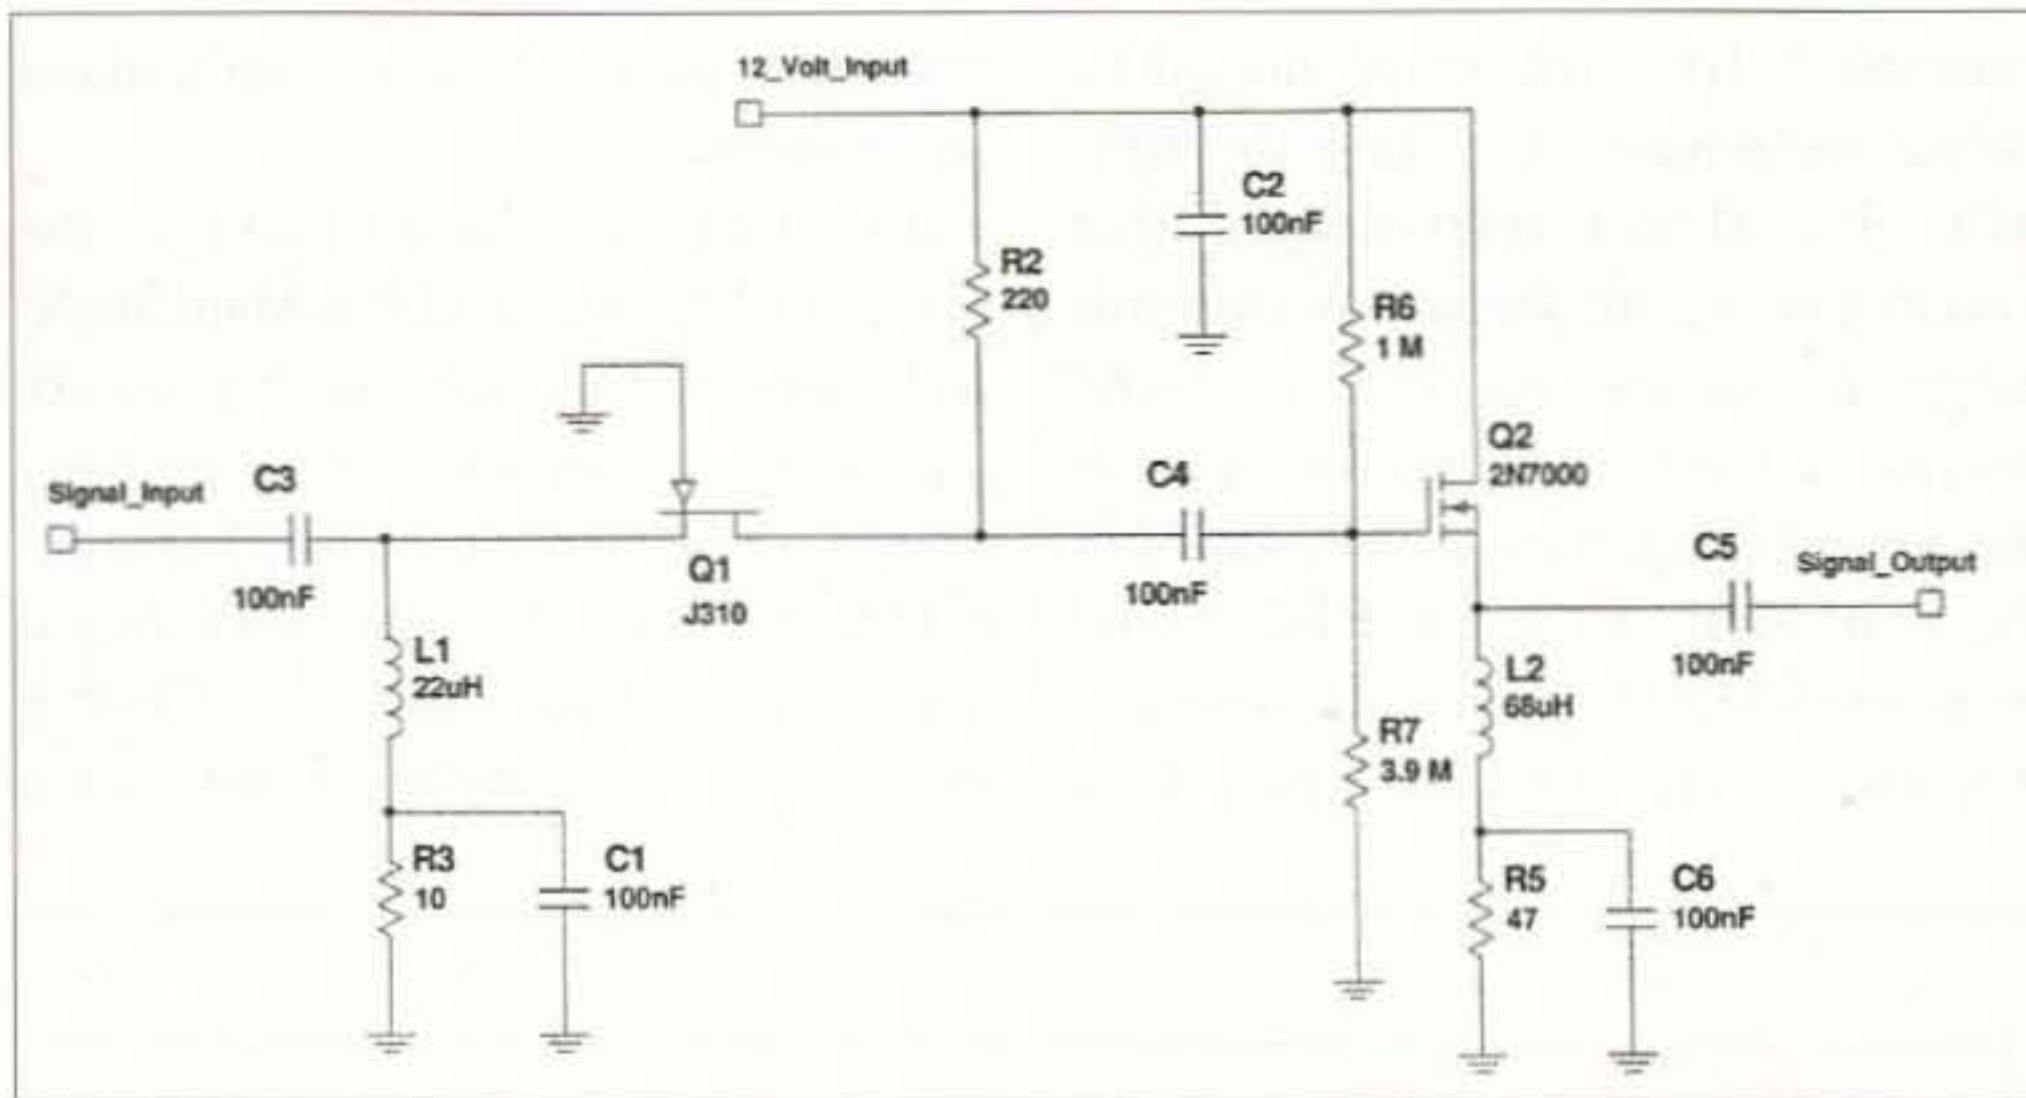 12_Volt_Input
C2
100nF
R2
220
R6
1 M
Q2
2N7000
C3
Signal_Input
100nF
Q1
J310
C4
100nF
C5
Signal_Output
100nF
L1
22uH
L2
68uH
R7
3.9 M
R3
10
C1
100nF
R5
47
C6
100nF